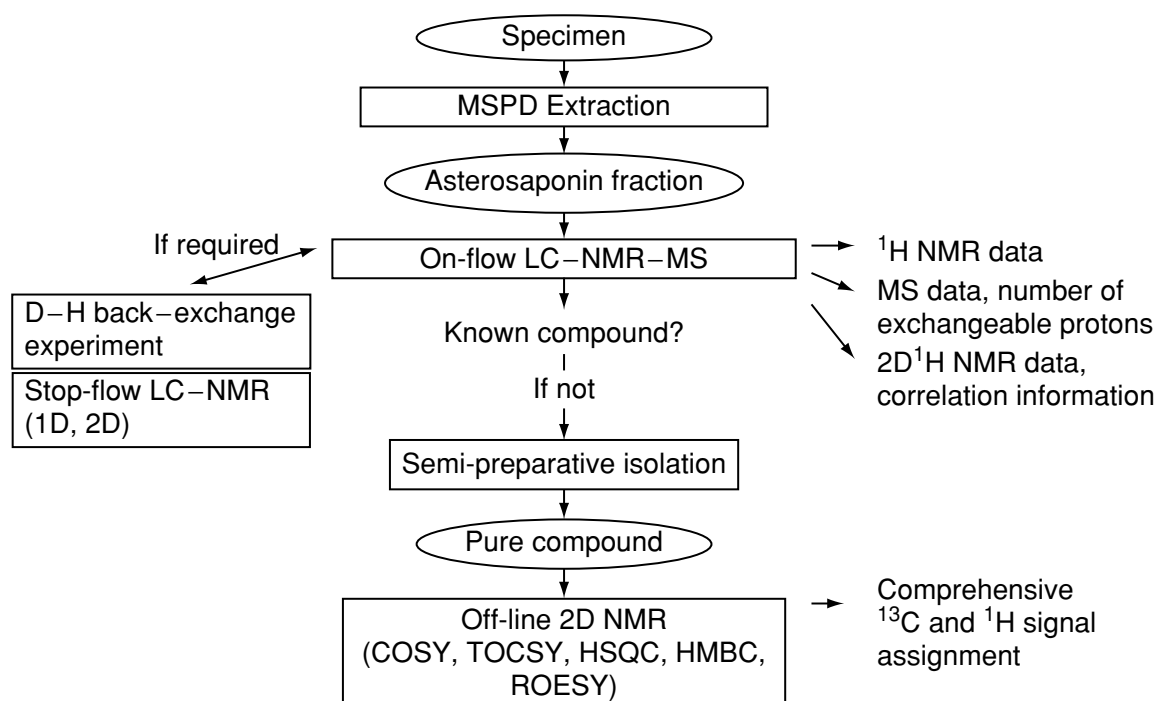 Specimen
MSPD Extraction
Asterosaponin fraction
If required
On-flow LC–NMR–MS
¹H NMR data
MS data, number of
exchangeable protons
2D¹H NMR data,
correlation information
D–H back–exchange
experiment
Stop-flow LC–NMR
(1D, 2D)
Known compound?
If not
Semi-preparative isolation
Pure compound
Off-line 2D NMR
(COSY, TOCSY, HSQC, HMBC,
ROESY)
Comprehensive
¹³C and ¹H signal
assignment